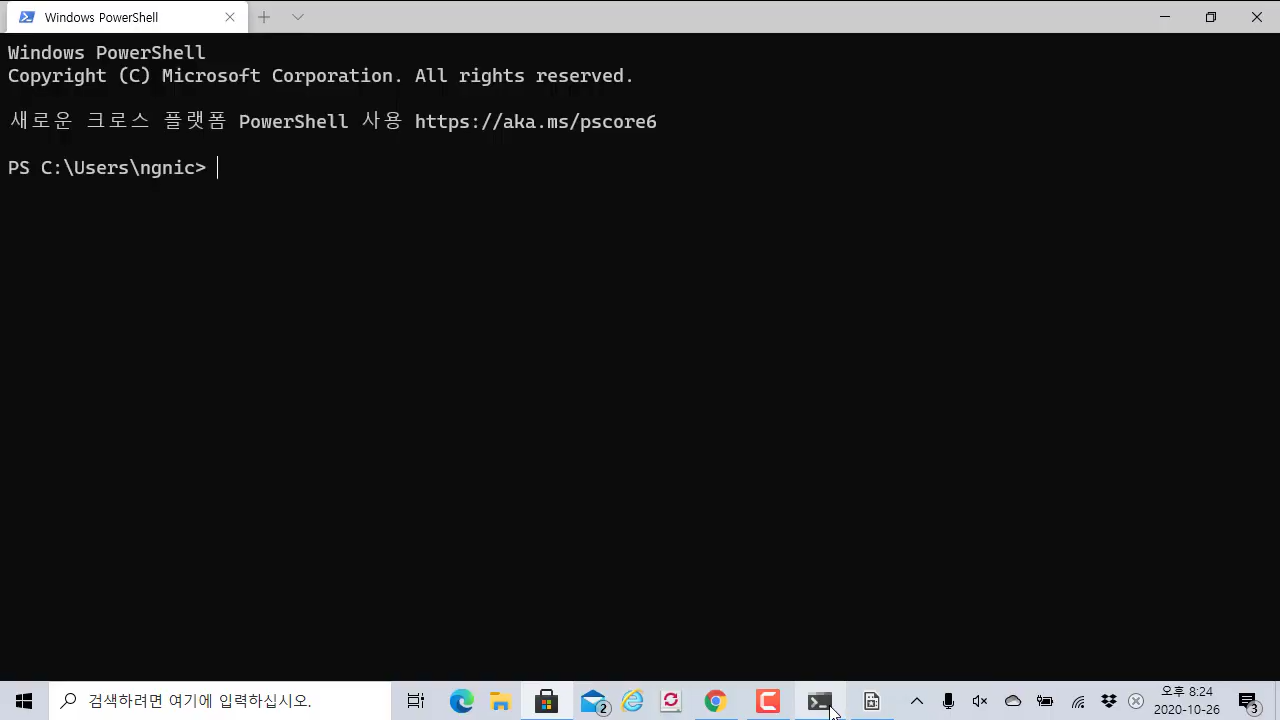 Windows PowerShell
Windows PowerShell
Copyright (C) Microsoft Corporation. All rights reserved.
새로운 크로스 플랫폼 PowerShell 사용 https://aka.ms/pscore6
PS C:\Users\ngnic>
검색하려면 여기에 입력하십시오.
2
오후 8:24
2020-10-26
3